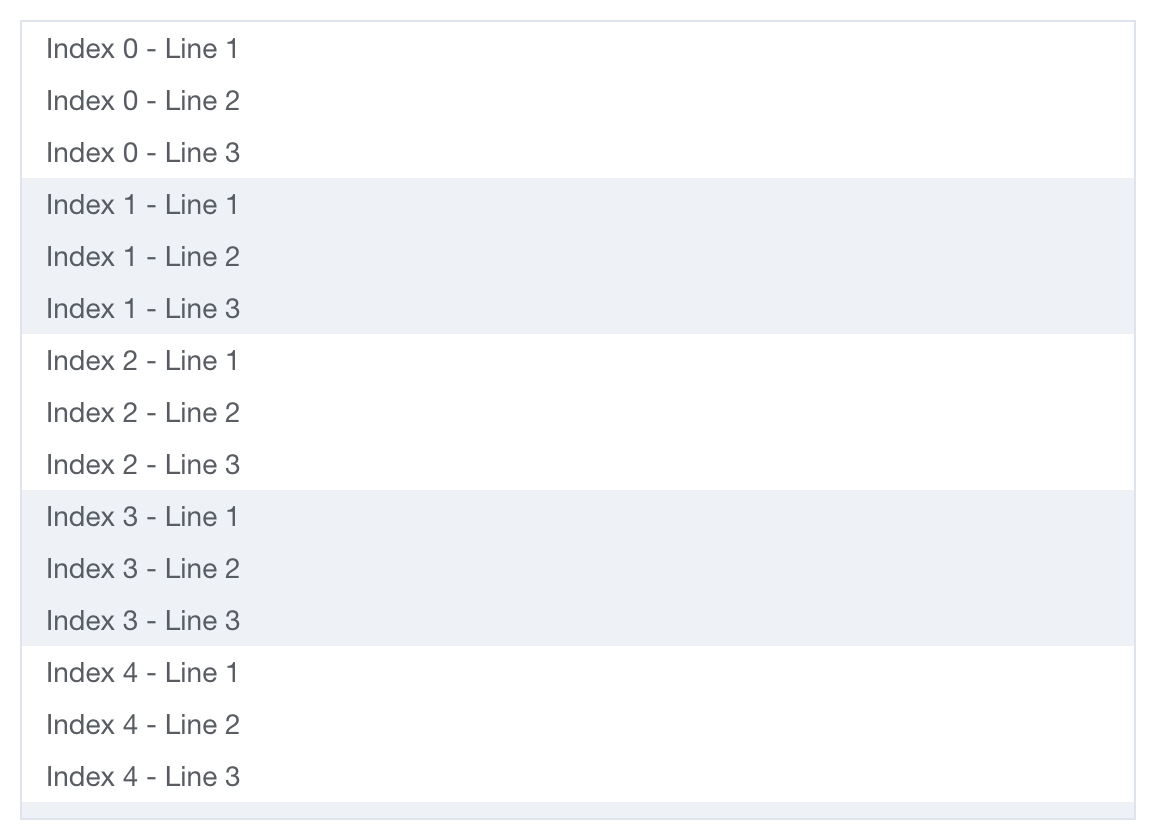 Index 0 - Line 1
Index 0 - Line 2
Index 0 - Line 3
Index 1 - Line 1
Index 1 - Line 2
Index 1 - Line 3
Index 2 - Line 1
Index 2 - Line 2
Index 2 - Line 3
Index 3 - Line 1
Index 3 - Line 2
Index 3 - Line 3
Index 4 - Line 1
Index 4 - Line 2
Index 4 - Line 3